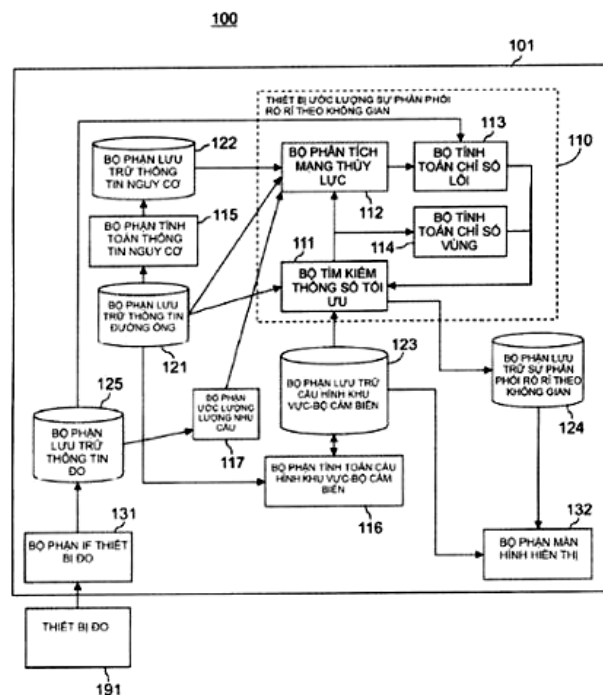 100
101
THIẾT BỊ ƯỚC LƯỢNG SỰ PHÂN PHỐI
RÒ RỈ THEO KHÔNG GIAN
113
110
122
BỘ PHẬN LƯU
TRỮ THÔNG
TIN NGUY CƠ
BỘ PHÂN TÍCH
MẠNG THỦY
LỰC
112
BỘ TÍNH
TOÁN CHỈ SỐ
LỖI
115
BỘ PHẬN TÍNH
TOÁN THÔNG
TIN NGUY CƠ
111
114
BỘ TÍNH
TOÁN CHỈ SỐ
VÙNG
BỘ TÌM KIẾM
THÔNG SỐ TỐI
ƯU
BỘ PHẬN LƯU
TRỮ THÔNG TIN
ĐƯỜNG ỐNG
121
123
BỘ PHẬN LƯU TRỮ
CẤU HÌNH KHU
VỰC-BỘ CẢM BIẾN
BỘ PHẬN LƯU
TRỮ SỰ PHÂN
PHỐI RÒ RỈ THEO
KHÔNG GIAN
124
125
BỘ PHẬN
LƯU TRỮ
THÔNG TIN
ĐO
BỘ PHẬN
ƯỚC LƯỢNG
LƯỢNG NHU
CẦU
117
BỘ PHẬN TÍNH TOÁN CẤU
HÌNH KHU VỰC-BỘ CẢM
BIẾN
116
131
BỘ PHẬN IF THIẾT
BỊ ĐO
132
BỘ PHẬN MÀN
HÌNH HIỂN THỊ
THIẾT BỊ ĐO
191